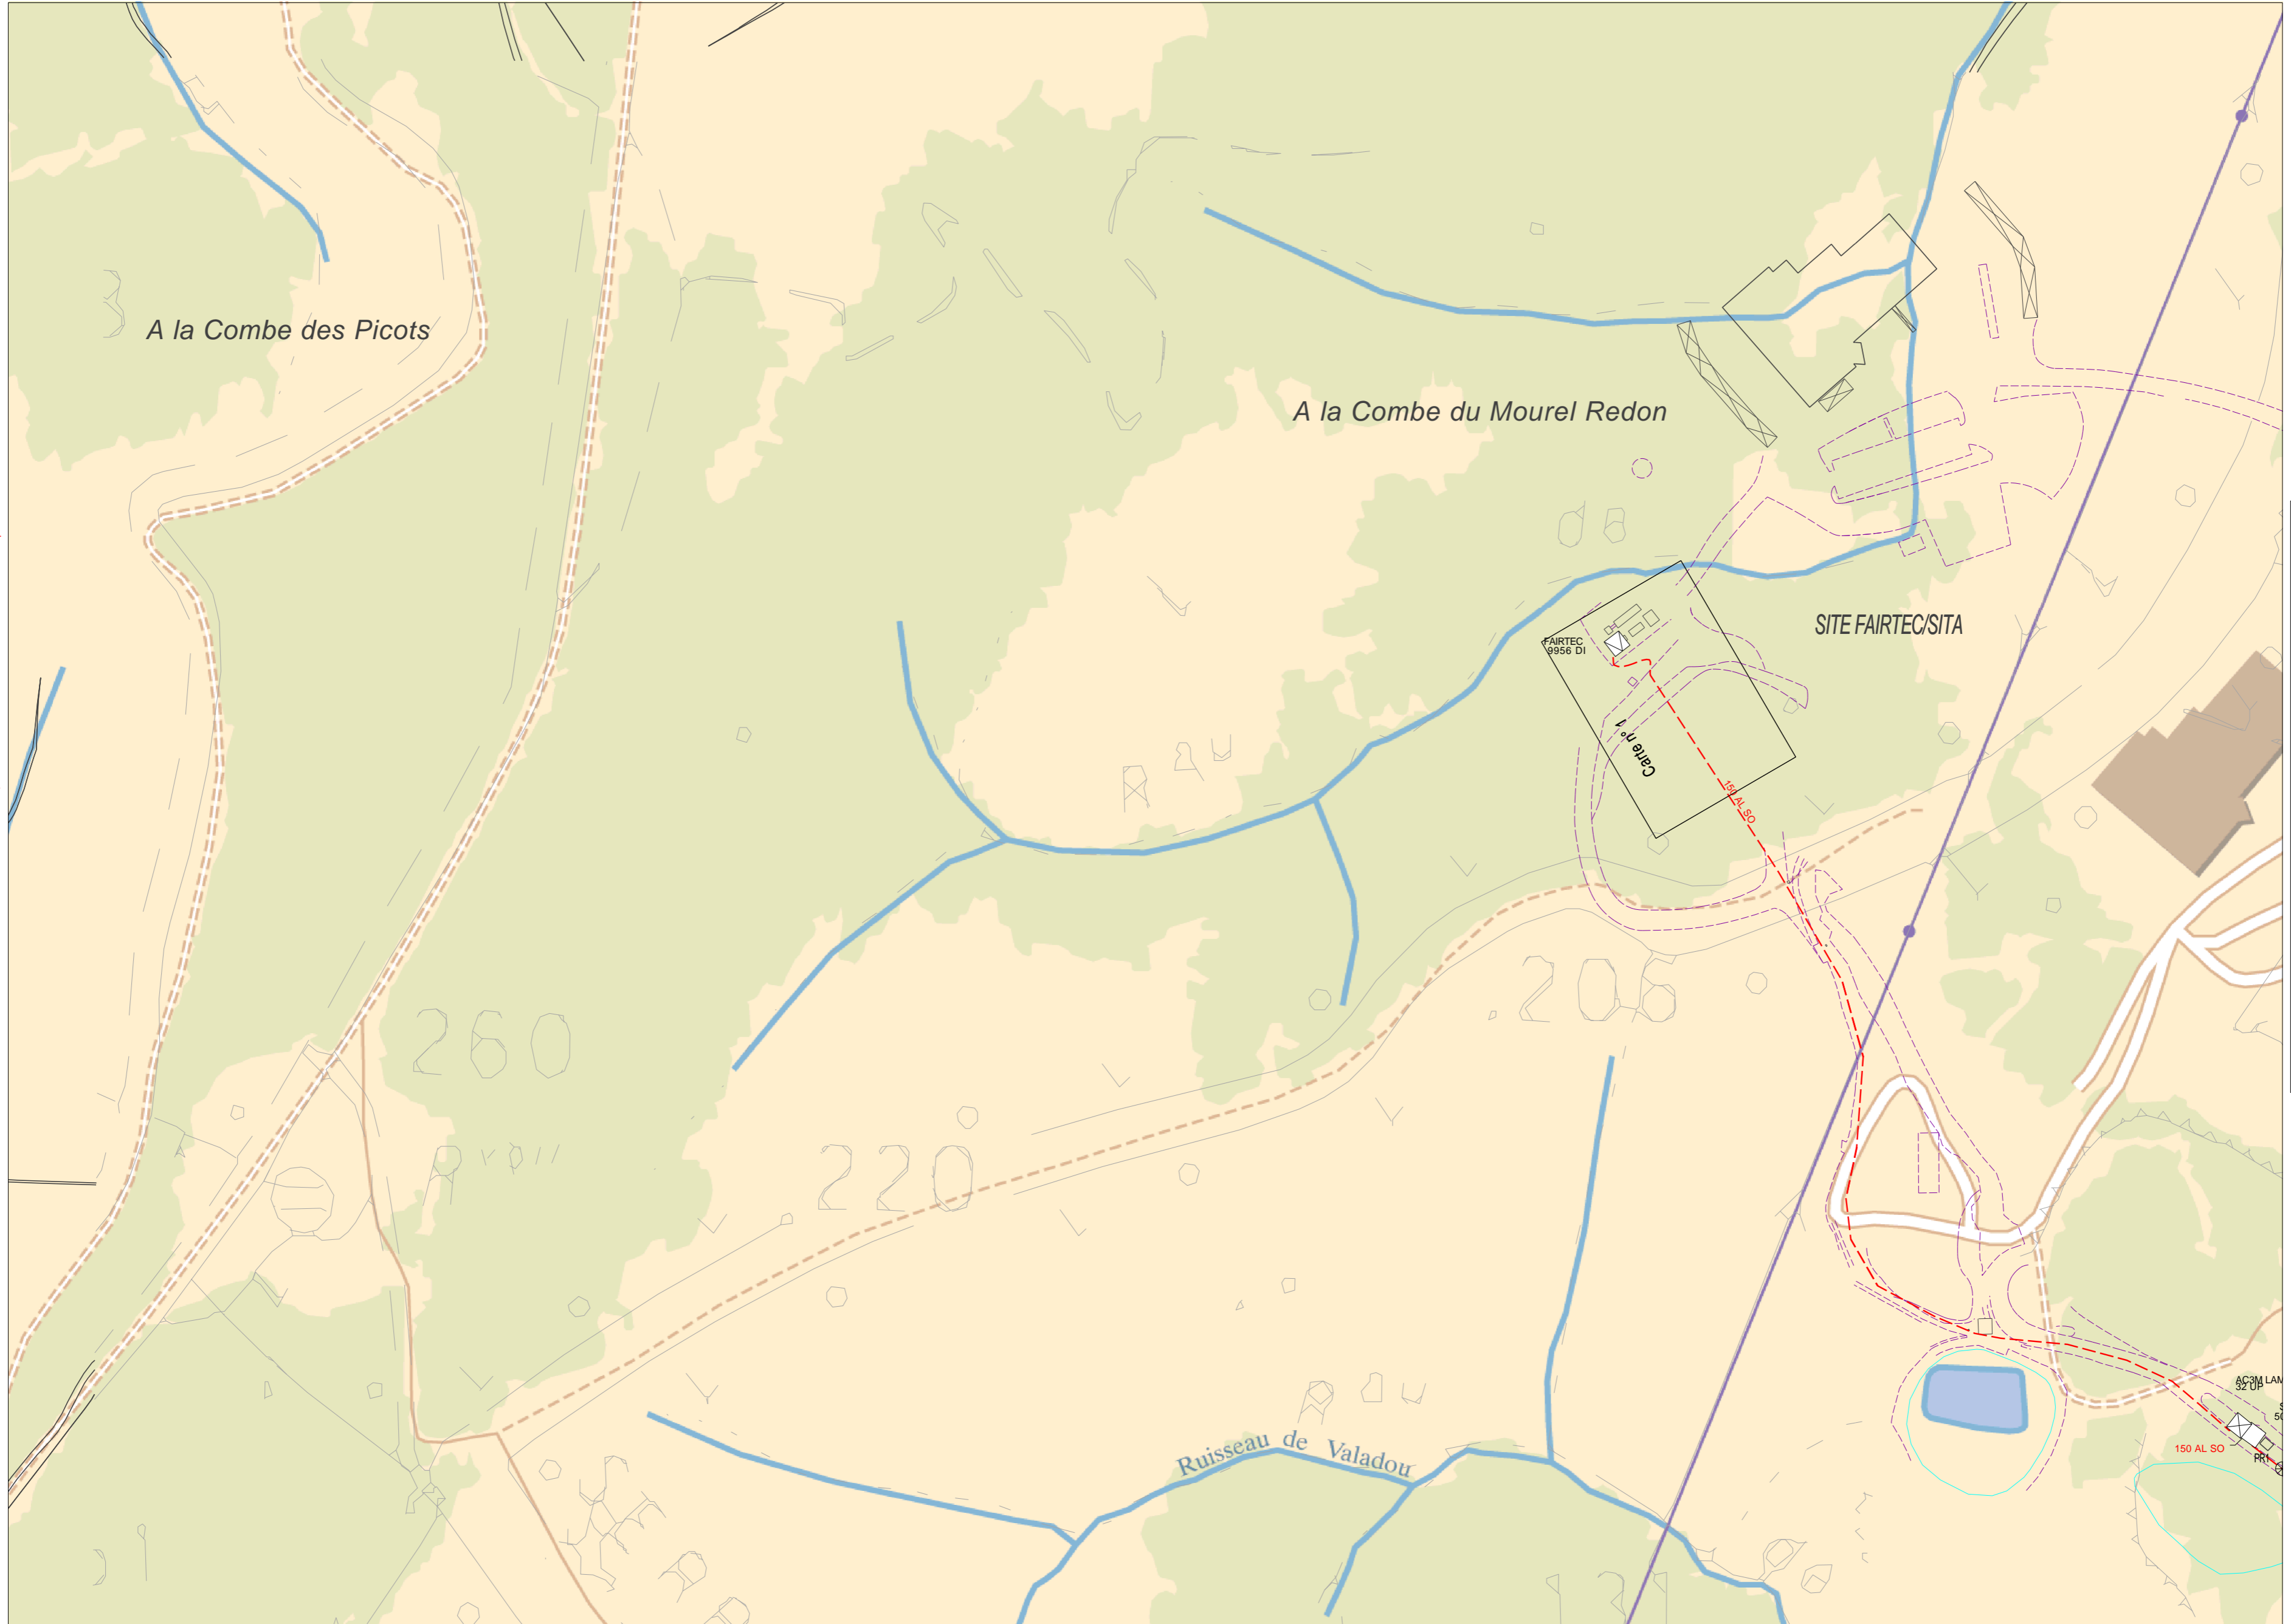 A la Combe des Picots
A la Combe du Mourel Redon
SITE FAIRTEC/SITA
FAIRTEC
9956 DI
Carte n° 1
150 AL SO
206
260
220
AC3M LAM
32 UP
S
50
150 AL SO
PR1
Ruisseau de Valadou